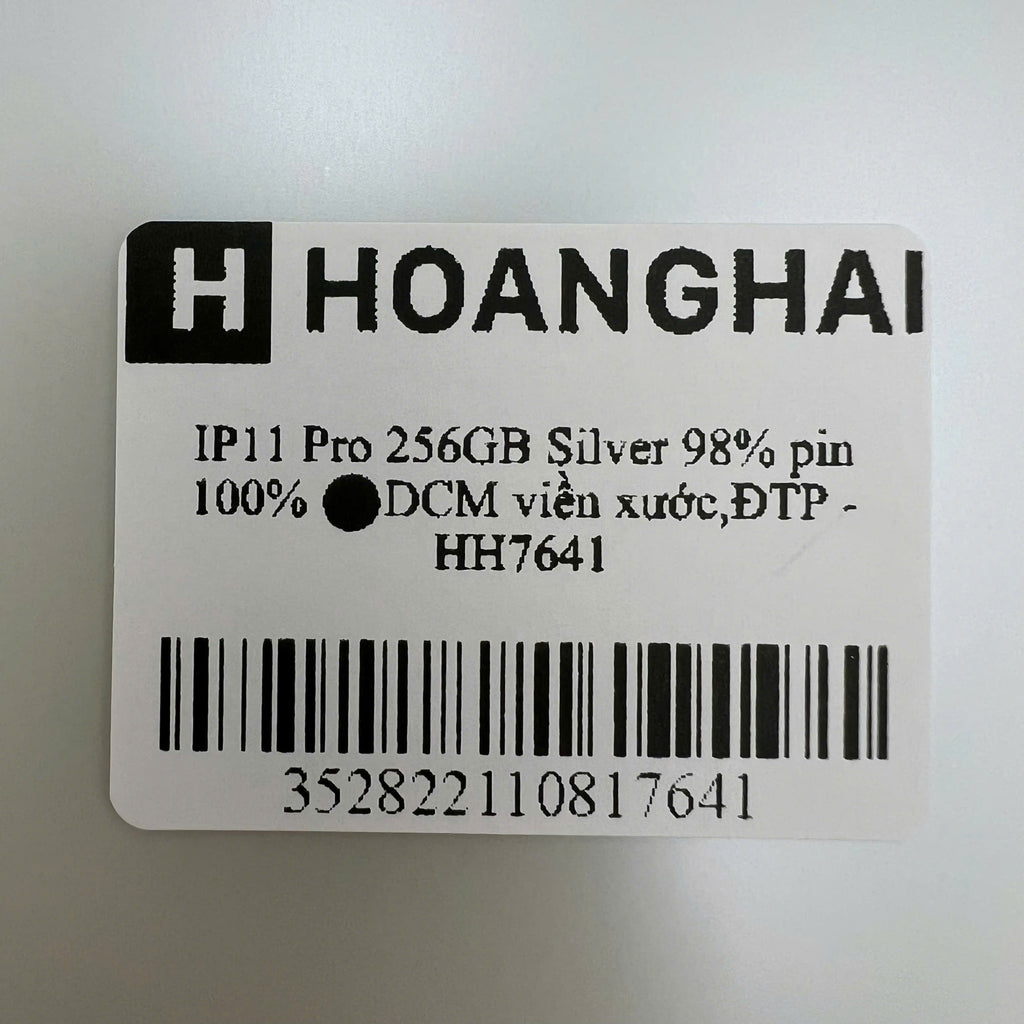 H HOANGHAI
IP11 Pro 256GB Silver 98% pin
100% ⚫DCM viền xước,ĐTP -
HH7641
352822110817641